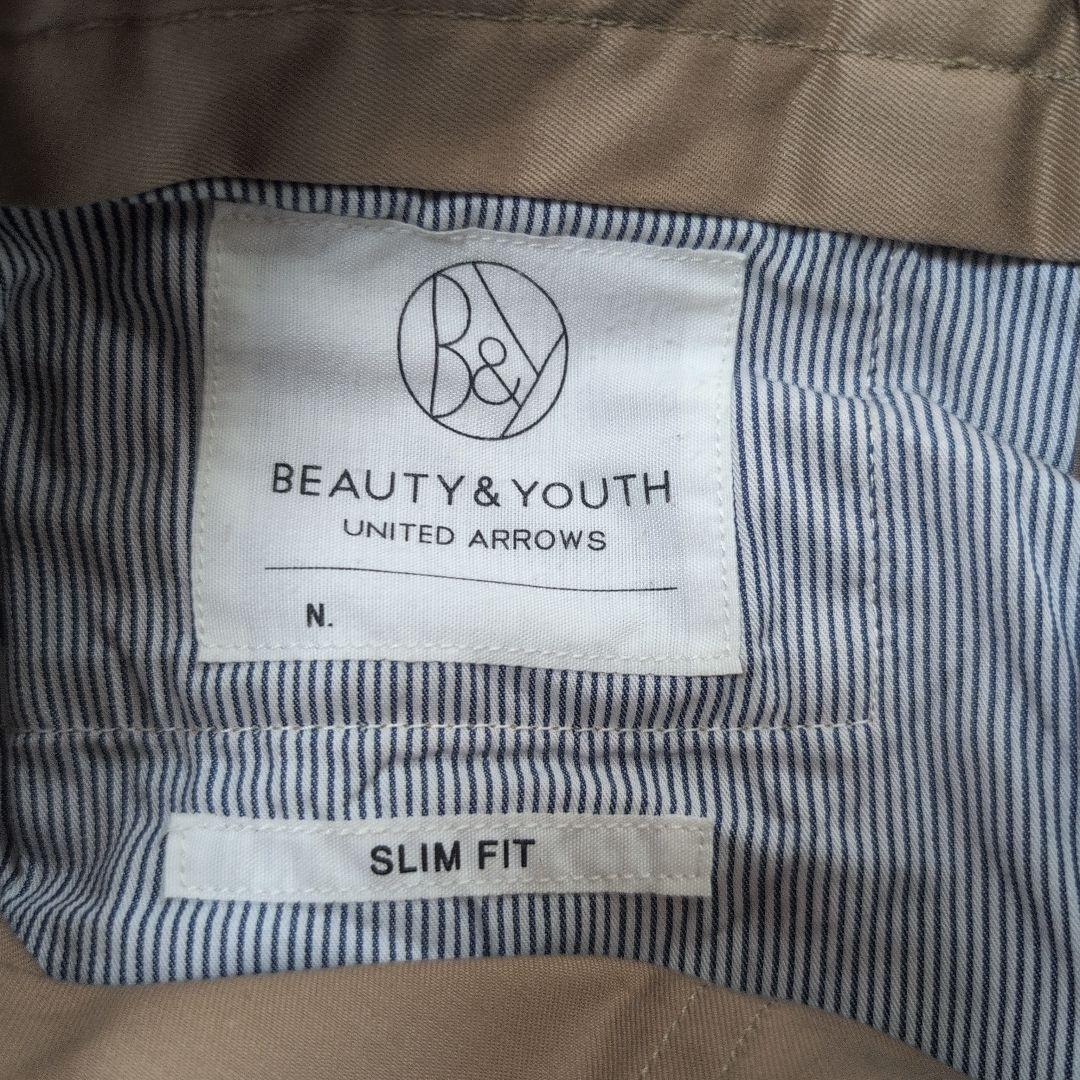 B&Y
BEAUTY&YOUTH
UNITED ARROWS
N.
SLIM FIT